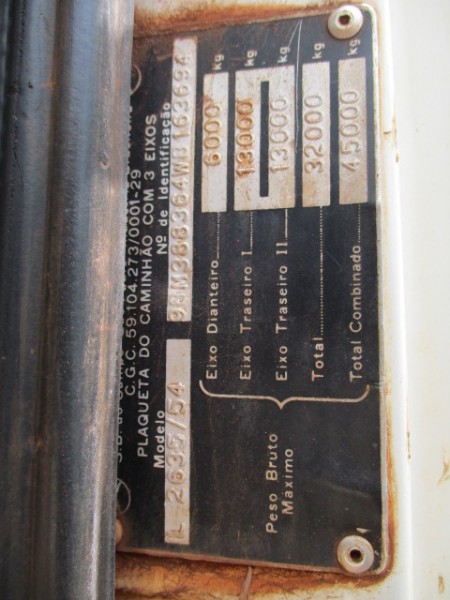 C.G.C. 59.104.273/0001-29
PLAQUETA DO CAMINHÃO COM 3 EIXOS
Modelo Nº de Identificação
L 2635/54
Peso Bruto Máximo
Eixo Dianteiro 6000 kg
Eixo Traseiro I 13000 kg
Eixo Traseiro II 13000 kg
Total 32000 kg
Total Combinado 45000 kg